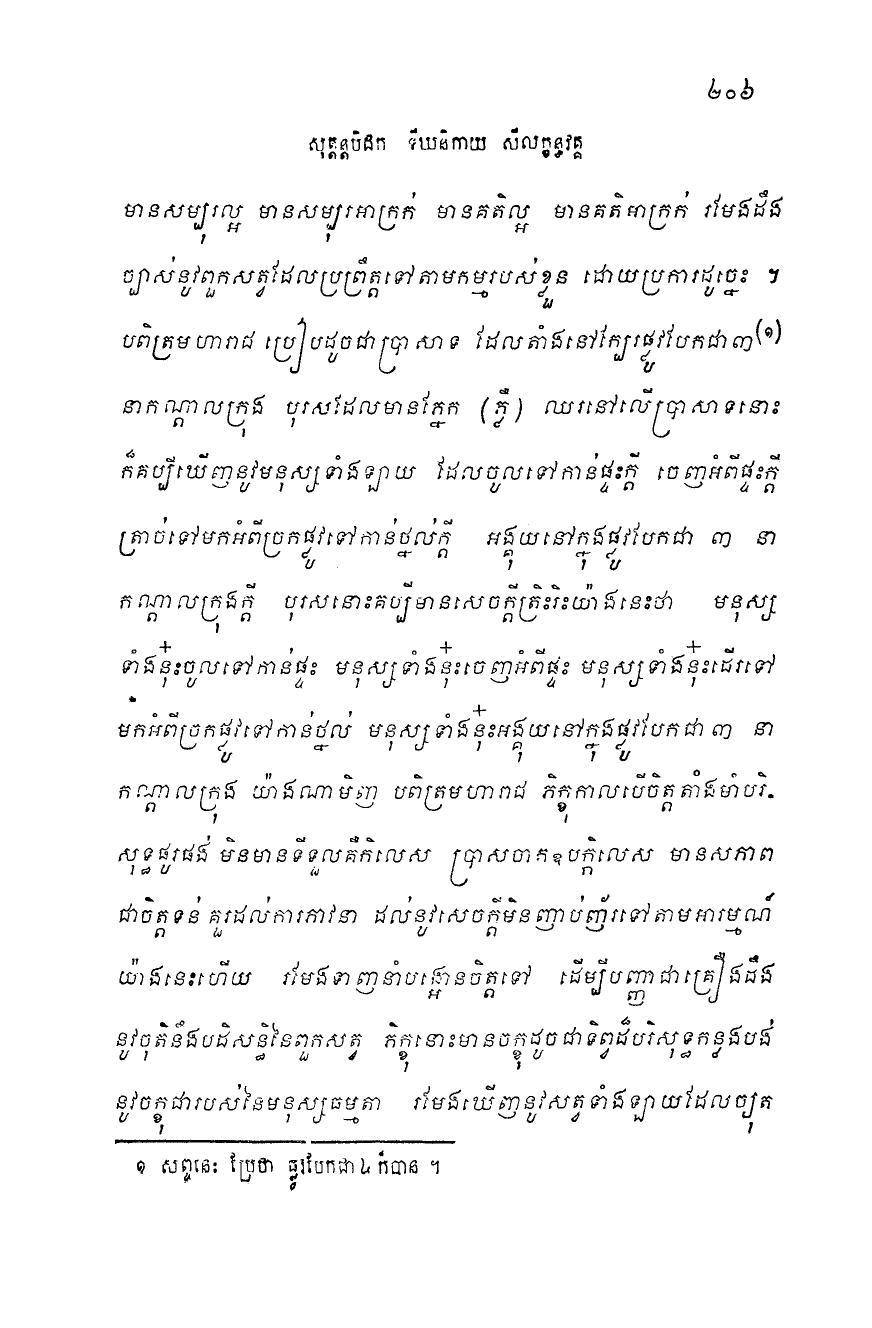 ២០៦
សុត្តន្តបិដក ទីឃនិកាយ សីលក្ខន្ធវគ្គ
មានសម្បុរល្អ មានសម្បុរអាក្រក់ មានគតិល្អ មានគតិអាក្រក់ រមែងដឹង
ច្បាស់នូវពួកសត្វដែលប្រព្រឹត្តទៅតាមកម្មរបស់ខ្លួន ដោយប្រការដូច្នេះ ។
បពិត្រមហារាជ ប្រៀបដូចជាប្រាសាទ ដែលតាំងនៅក្បែរផ្លូវបែកជា៣(១)
នាកណ្តាលក្រុង បុរសដែលមានភ្នែក (ភ្លឺ) ឈរនៅលើប្រាសាទនោះ
ក៏គប្បីឃើញនូវមនុស្សទាំងឡាយ ដែលចូលទៅកាន់ផ្ទះក្តី ចេញអំពីផ្ទះក្តី
ត្រាច់ទៅមកអំពីច្រកផ្លូវទៅកាន់ថ្នល់ក្តី អង្គុយនៅក្នុងផ្លូវបែកជា ៣ នា
កណ្តាលក្រុងក្តី បុរសនោះគប្បីមានសេចក្តីត្រិះរិះយ៉ាងនេះថា មនុស្ស
ទាំងនុ៎ះចូលទៅកាន់ផ្ទះ មនុស្សទាំងនុ៎ះចេញអំពីផ្ទះ មនុស្សទាំងនុ៎ះដើរទៅ
មកអំពីច្រកផ្លូវទៅកាន់ថ្នល់ មនុស្សទាំងនុ៎ះអង្គុយនៅក្នុងផ្លូវបែកជា ៣ នា
កណ្តាលក្រុង យ៉ាងណាមិញ បពិត្រមហារាជ ភិក្ខុកាលបើចិត្តតាំងមាំបរិ-
សុទ្ធផូរផង់ មិនមានទីទួលគឺកិលេស ប្រាសចាកឧបក្កិលេស មានសភាព
ជាចិត្តទន់ គួរដល់ការភាវនា ដល់នូវសេចក្តីមិនញាប់ញ័រទៅតាមអារម្មណ៍
យ៉ាងនេះហើយ រមែងទាញនាំបង្អោនចិត្តទៅ ដើម្បីបញ្ញាជាគ្រឿងដឹង
នូវចុតិនឹងបដិសន្ធិនៃពួកសត្វ ភិក្ខុនោះមានចក្ខុដូចជាទិព្វដ៏បរិសុទ្ធកន្លងបង់
នូវចក្ខុជារបស់នៃមនុស្សធម្មតា រមែងឃើញនូវសត្វទាំងឡាយដែលច្យុត
១ សព្ទនេះ ប្រែថា ផ្លូវបែកជា ៤ ក៏បាន ។